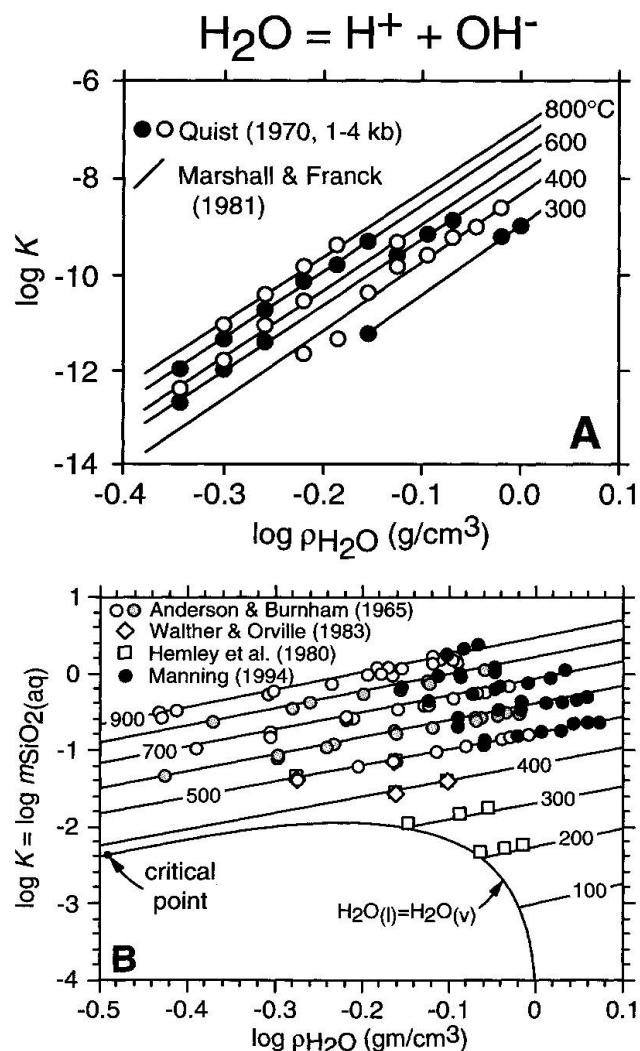 H2O = H+ + OH-
-6
800°C
Quist (1970, 1-4 kb)
600
-8
Marshall & Franck
400
(1981)
300
log K
-10
-12
A
-14
-0.4
-0.3
-0.2
-0.1
0.0
0.1
log ρH2O (g/cm3)
1
Anderson & Burnham (1965)
Walther & Orville (1983)
Hemley et al. (1980)
Manning (1994)
0
900
700
-1
500
400
log K = log mSiO2(aq)
300
-2
200
critical
point
100
-3
H2O(l)=H2O(v)
B
-4
-0.5
-0.4
-0.3
-0.2
-0.1
0
0.1
log ρH2O (gm/cm3)